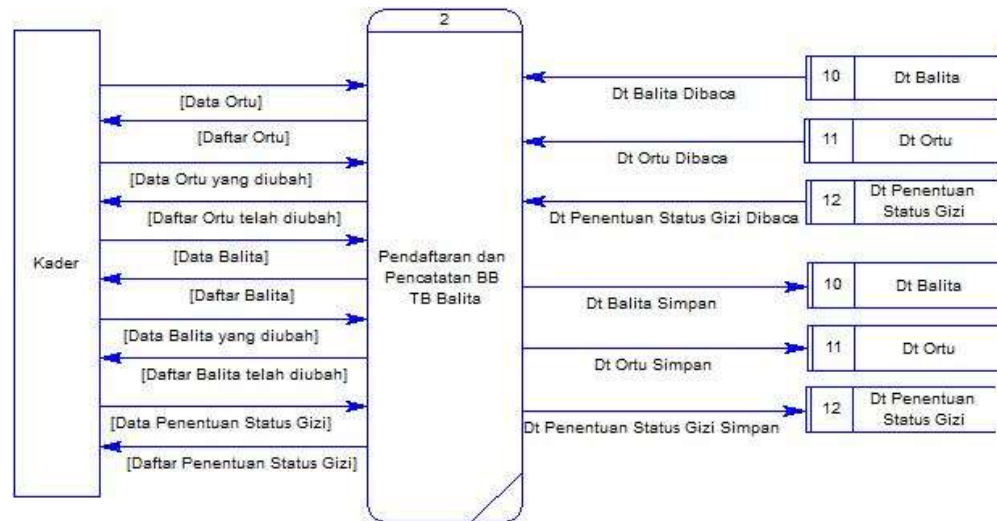 2
Kader
[Data Ortu]
[Daftar Ortu]
[Data Ortu yang diubah]
[Daftar Ortu telah diubah]
[Data Balita]
[Daftar Balita]
[Data Balita yang diubah]
[Daftar Balita telah diubah]
[Data Penentuan Status Gizi]
[Daftar Penentuan Status Gizi]
Pendaftaran dan
Pencatatan BB
TB Balita
Dt Balita Dibaca
10 Dt Balita
Dt Ortu Dibaca
11 Dt Ortu
Dt Penentuan Status Gizi Dibaca
12 Dt Penentuan
Status Gizi
Dt Balita Simpan
10 Dt Balita
Dt Ortu Simpan
11 Dt Ortu
Dt Penentuan Status Gizi Simpan
12 Dt Penentuan
Status Gizi